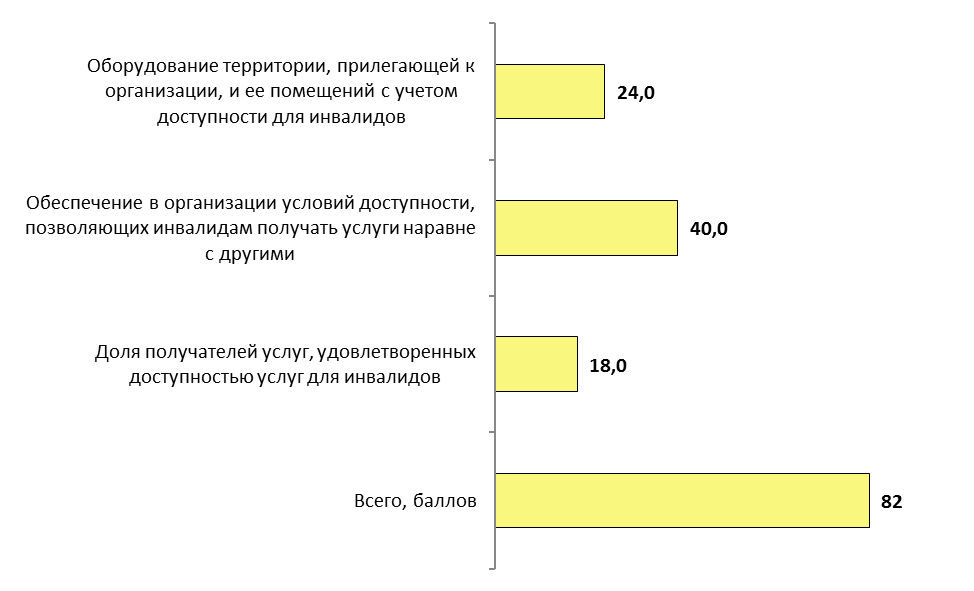 Оборудование территории, прилегающей к
организации, и ее помещений с учетом
доступности для инвалидов
24,0
Обеспечение в организации условий доступности,
позволяющих инвалидам получать услуги наравне
с другими
40,0
Доля получателей услуг, удовлетворенных
доступностью услуг для инвалидов
18,0
Всего, баллов
82